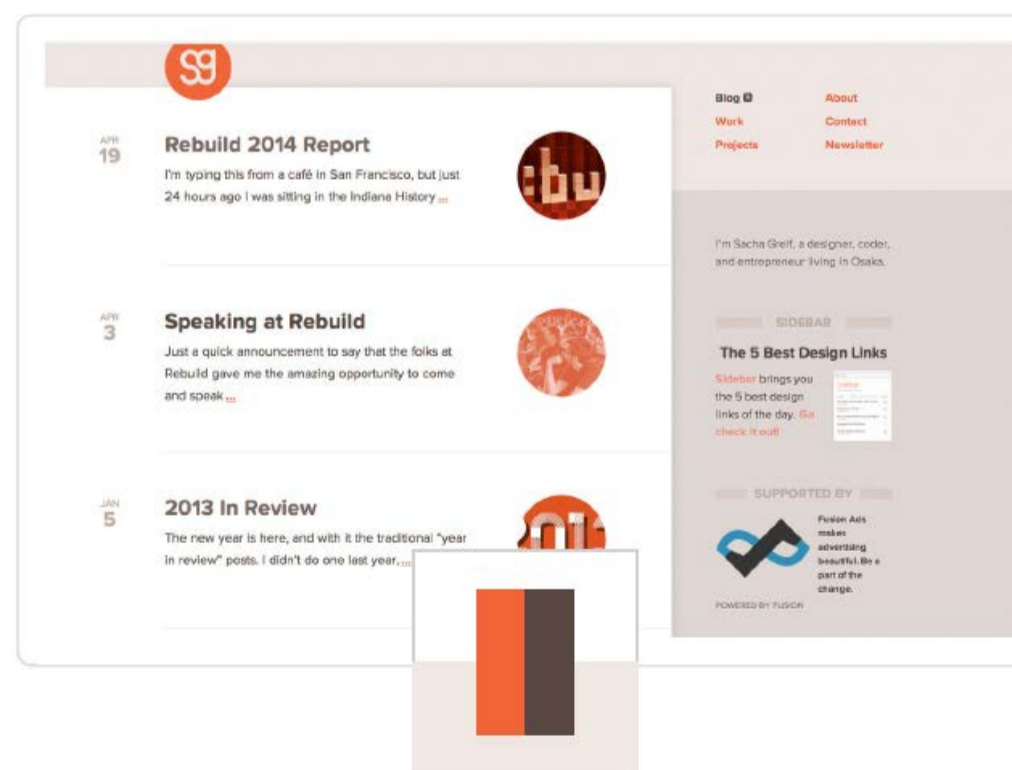 sg
Blog
About
Work
Contact
Projects
Newsletter
APR
19
Rebuild 2014 Report
I'm typing this from a café in San Francisco, but just
24 hours ago I was sitting in the Indiana History ...
APR
3
Speaking at Rebuild
Just a quick announcement to say that the folks at
Rebuild gave me the amazing opportunity to come
and speak ...
JAN
5
2013 In Review
The new year is here, and with it the traditional "year
in review" posts. I didn't do one last year, ...
I'm Sacha Greif, a designer, coder,
and entrepreneur living in Osaka.
SIDEBAR
The 5 Best Design Links
Sidebar brings you
the 5 best design
links of the day. Go
check it out!
SUPPORTED BY
Fusion Ads
makes
advertising
beautiful. Be a
part of the
change.
POWERED BY FUSION